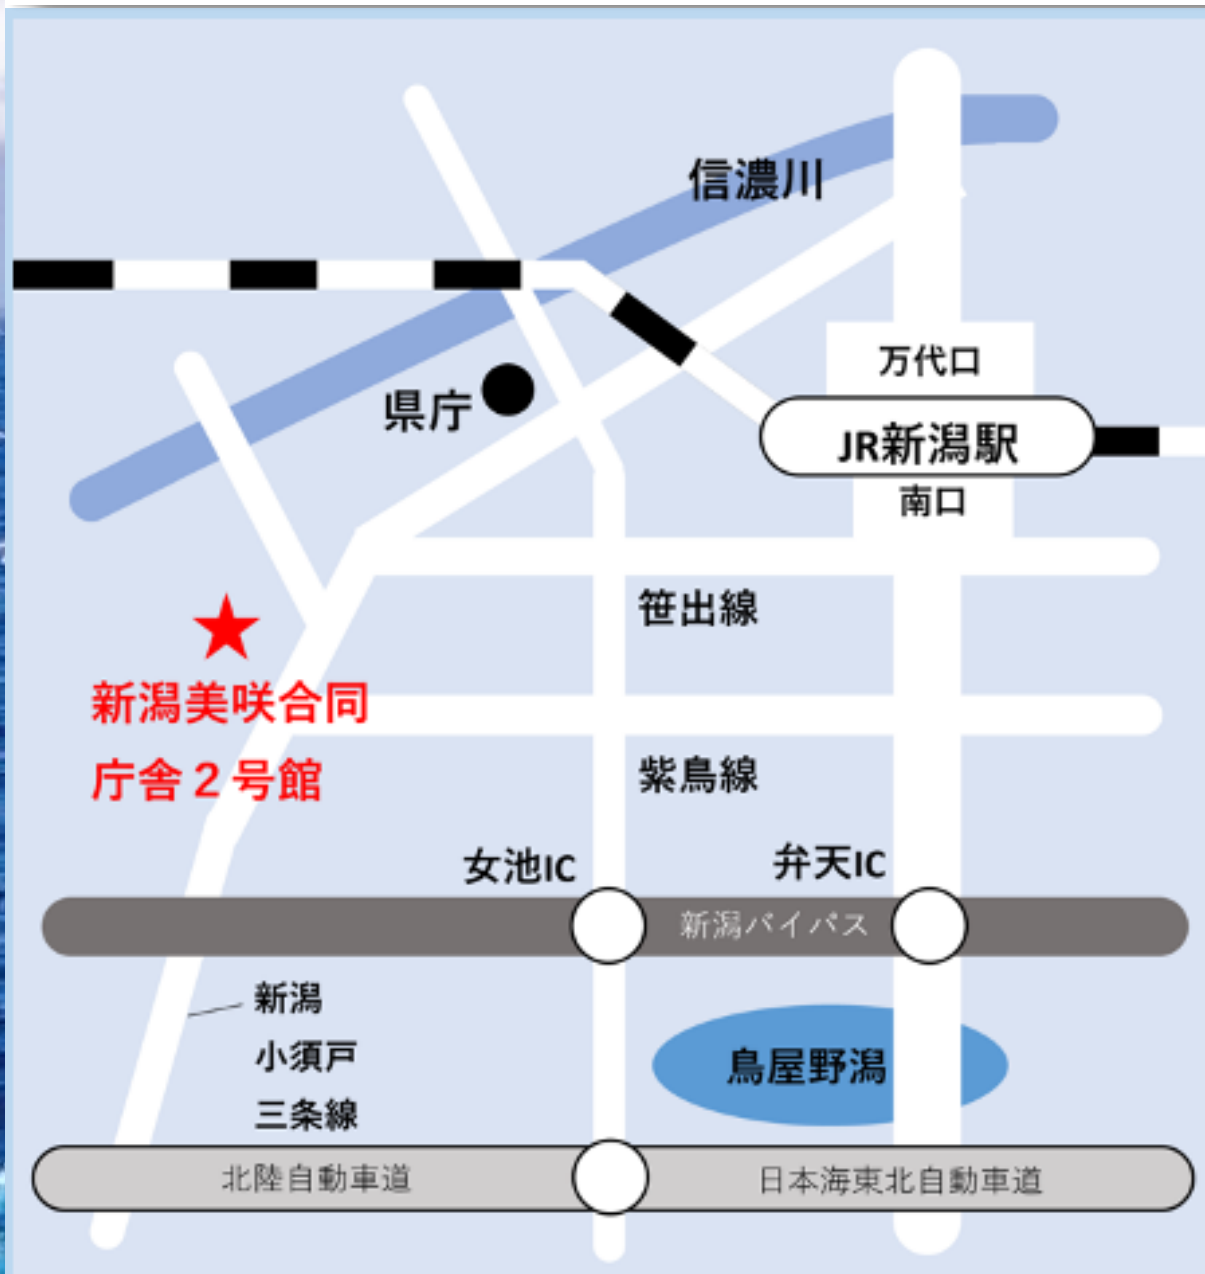 信濃川
万代口
県庁
JR新潟駅
南口
笹出線
新潟美咲合同
庁舎２号館
紫鳥線
女池IC
弁天IC
新潟バイパス
新潟
小須戸
三条線
鳥屋野潟
北陸自動車道
日本海東北自動車道